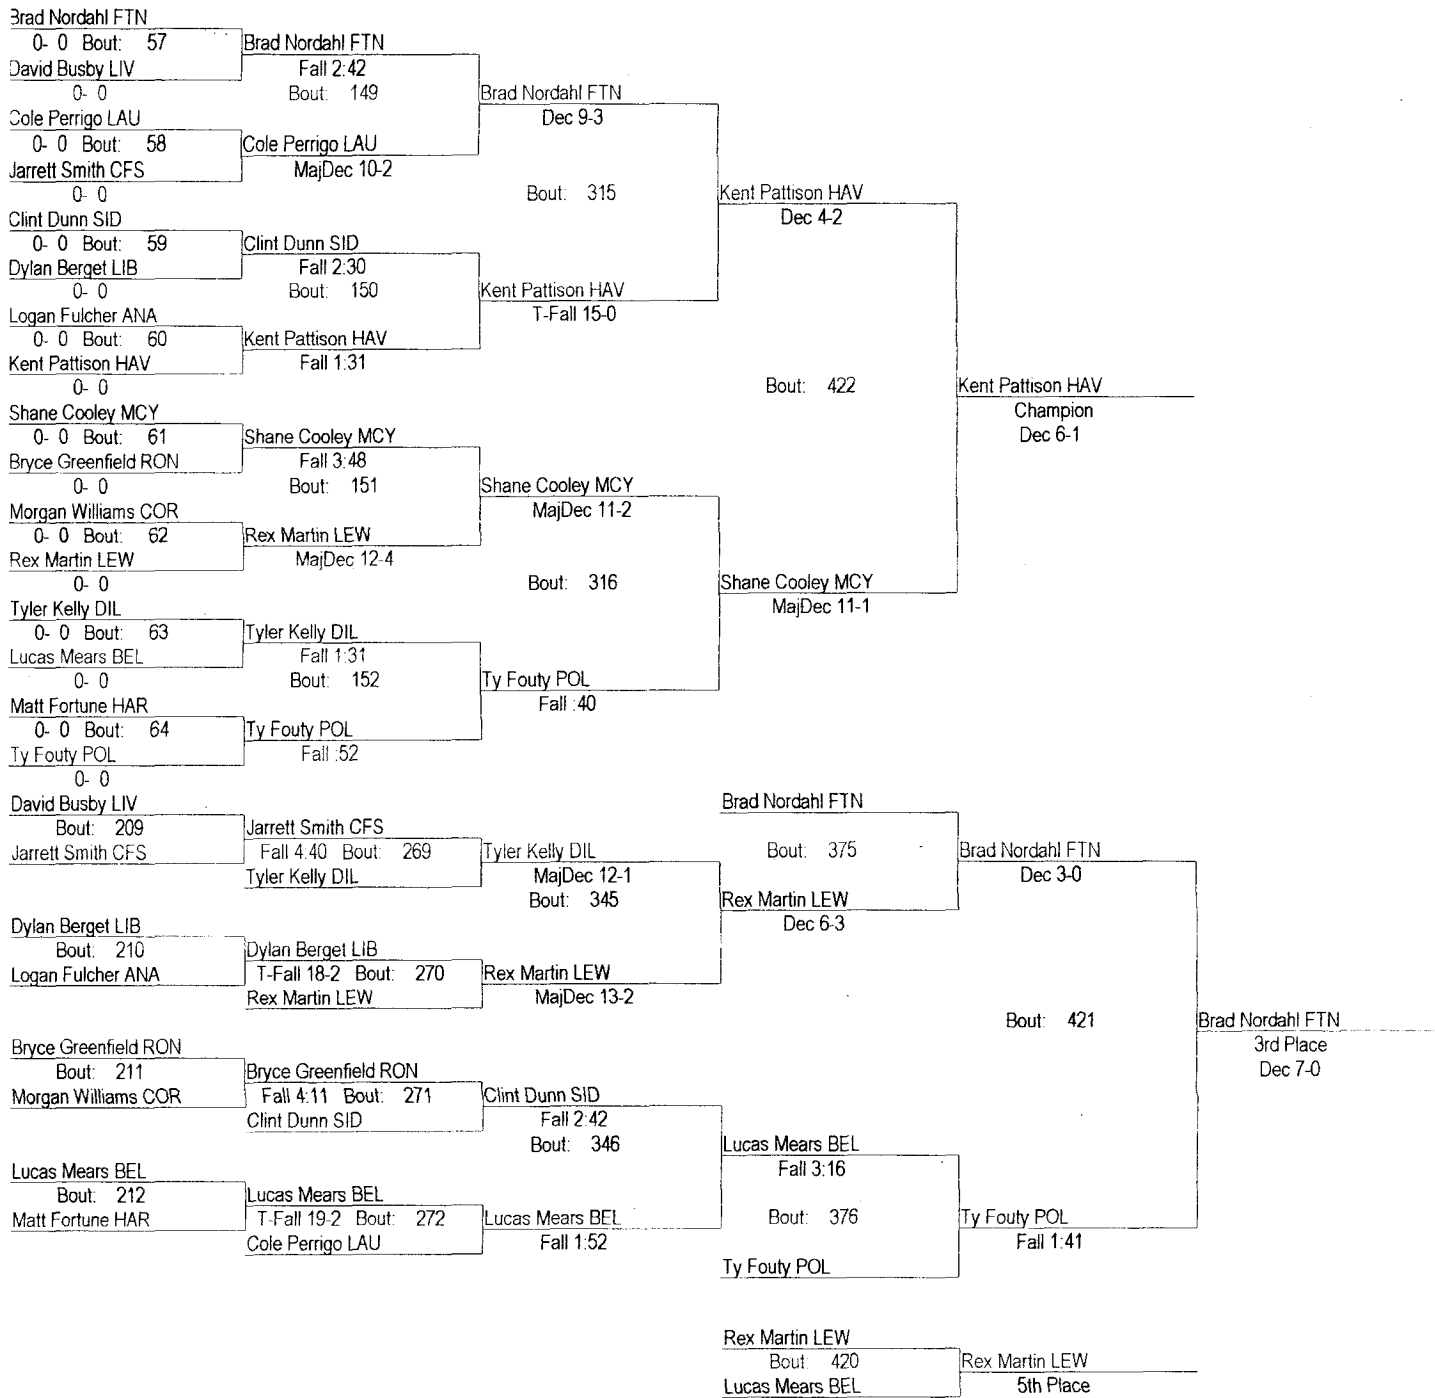 Brad Nordahl FTN
0- 0 Bout: 57
David Busby LIV
0- 0
Cole Perrigo LAU
0- 0 Bout: 58
Jarrett Smith CFS
0- 0
Clint Dunn SID
0- 0 Bout: 59
Dylan Berget LIB
0- 0
Logan Fulcher ANA
0- 0 Bout: 60
Kent Pattison HAV
0- 0
Shane Cooley MCY
0- 0 Bout: 61
Bryce Greenfield RON
0- 0
Morgan Williams COR
0- 0 Bout: 62
Rex Martin LEW
0- 0
Tyler Kelly DIL
0- 0 Bout: 63
Lucas Mears BEL
0- 0
Matt Fortune HAR
0- 0 Bout: 64
Ty Fouty POL
0- 0
Brad Nordahl FTN
Fall 2:42
Bout: 149
Cole Perrigo LAU
MajDec 10-2
Clint Dunn SID
Fall 2:30
Bout: 150
Kent Pattison HAV
Fall 1:31
Shane Cooley MCY
Fall 3:48
Bout: 151
Rex Martin LEW
MajDec 12-4
Tyler Kelly DIL
Fall 1:31
Bout: 152
Ty Fouty POL
Fall :52
Brad Nordahl FTN
Dec 9-3
Bout: 315
Kent Pattison HAV
T-Fall 15-0
Shane Cooley MCY
MajDec 11-2
Bout: 316
Ty Fouty POL
Fall :40
Kent Pattison HAV
Dec 4-2
Bout: 422
Shane Cooley MCY
MajDec 11-1
Kent Pattison HAV
Champion
Dec 6-1
David Busby LIV
Bout: 209
Jarrett Smith CFS
Dylan Berget LIB
Bout: 210
Logan Fulcher ANA
Bryce Greenfield RON
Bout: 211
Morgan Williams COR
Lucas Mears BEL
Bout: 212
Matt Fortune HAR
Jarrett Smith CFS
Fall 4:40 Bout: 269
Tyler Kelly DIL
Dylan Berget LIB
T-Fall 18-2 Bout: 270
Rex Martin LEW
Bryce Greenfield RON
Fall 4:11 Bout: 271
Clint Dunn SID
Lucas Mears BEL
T-Fall 19-2 Bout: 272
Cole Perrigo LAU
Tyler Kelly DIL
MajDec 12-1
Bout: 345
Rex Martin LEW
MajDec 13-2
Clint Dunn SID
Fall 2:42
Bout: 346
Lucas Mears BEL
Fall 1:52
Brad Nordahl FTN
Bout: 375
Rex Martin LEW
Dec 6-3
Lucas Mears BEL
Fall 3:16
Bout: 376
Ty Fouty POL
Brad Nordahl FTN
Dec 3-0
Bout: 421
Ty Fouty POL
Fall 1:41
Brad Nordahl FTN
3rd Place
Dec 7-0
Rex Martin LEW
Bout: 420
Lucas Mears BEL
Rex Martin LEW
5th Place